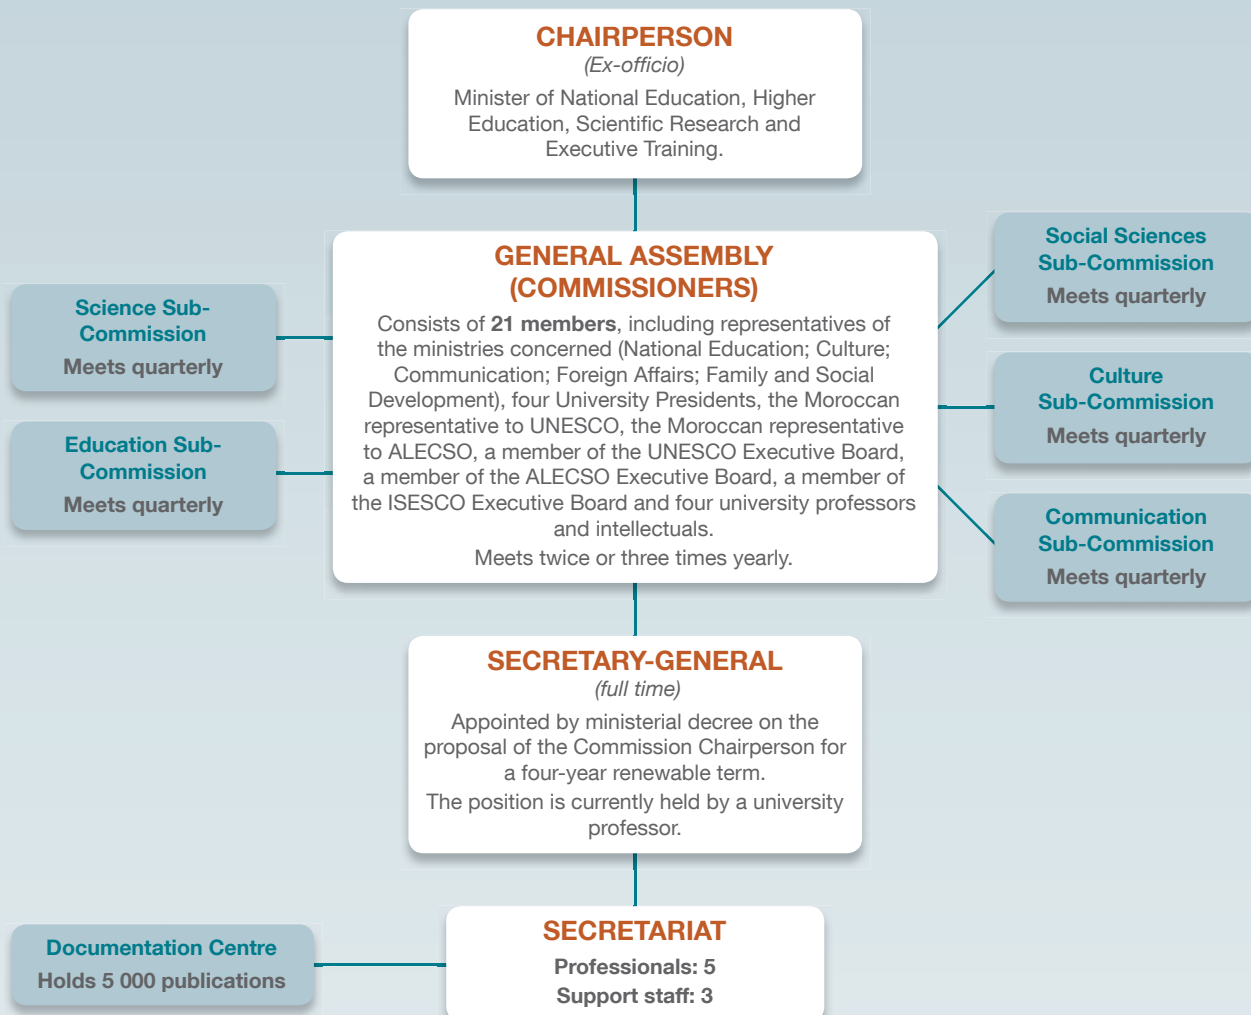 CHAIRPERSON
(Ex-officio)
Minister of National Education, Higher
Education, Scientific Research and
Executive Training.
GENERAL ASSEMBLY
(COMMISSIONERS)
Consists of 21 members, including representatives of
the ministries concerned (National Education; Culture;
Communication; Foreign Affairs; Family and Social
Development), four University Presidents, the Moroccan
representative to UNESCO, the Moroccan representative
to ALECSO, a member of the UNESCO Executive Board,
a member of the ALECSO Executive Board, a member of
the ISESCO Executive Board and four university professors
and intellectuals.
Meets twice or three times yearly.
Science Sub-
Commission
Meets quarterly
Education Sub-
Commission
Meets quarterly
Social Sciences
Sub-Commission
Meets quarterly
Culture
Sub-Commission
Meets quarterly
Communication
Sub-Commission
Meets quarterly
SECRETARY-GENERAL
(full time)
Appointed by ministerial decree on the
proposal of the Commission Chairperson for
a four-year renewable term.
The position is currently held by a university
professor.
SECRETARIAT
Professionals: 5
Support staff: 3
Documentation Centre
Holds 5 000 publications